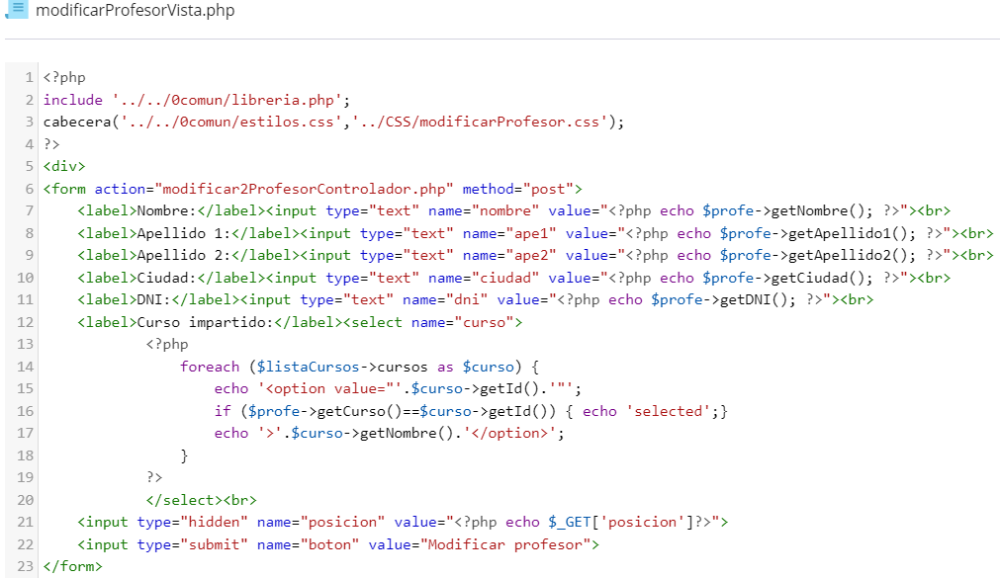 modificarProfesorVista.php
1 <?php
2 include '../../0comun/libreria.php';
3 cabecera('../../0comun/estilos.css','../CSS/modificarProfesor.css');
4 ?>
5 <div>
6 <form action="modificar2ProfesorControlador.php" method="post">
7     <label>Nombre:</label><input type="text" name="nombre" value="<?php echo $profe->getNombre(); ?>"><br>
8     <label>Apellido 1:</label><input type="text" name="ape1" value="<?php echo $profe->getApellido1(); ?>"><br>
9     <label>Apellido 2:</label><input type="text" name="ape2" value="<?php echo $profe->getApellido2(); ?>"><br>
10     <label>Ciudad:</label><input type="text" name="ciudad" value="<?php echo $profe->getCiudad(); ?>"><br>
11     <label>DNI:</label><input type="text" name="dni" value="<?php echo $profe->getDNI(); ?>"><br>
12     <label>Curso impartido:</label><select name="curso">
13             <?php
14                 foreach ($listaCursos->cursos as $curso) {
15                     echo '<option value="'.$curso->getId().'"';
16                     if ($profe->getCurso()==$curso->getId()) { echo 'selected';}
17                     echo '>'.$curso->getNombre().'</option>';
18                 }
19             ?>
20             </select><br>
21     <input type="hidden" name="posicion" value="<?php echo $_GET['posicion']?>">
22     <input type="submit" name="boton" value="Modificar profesor">
23 </form>